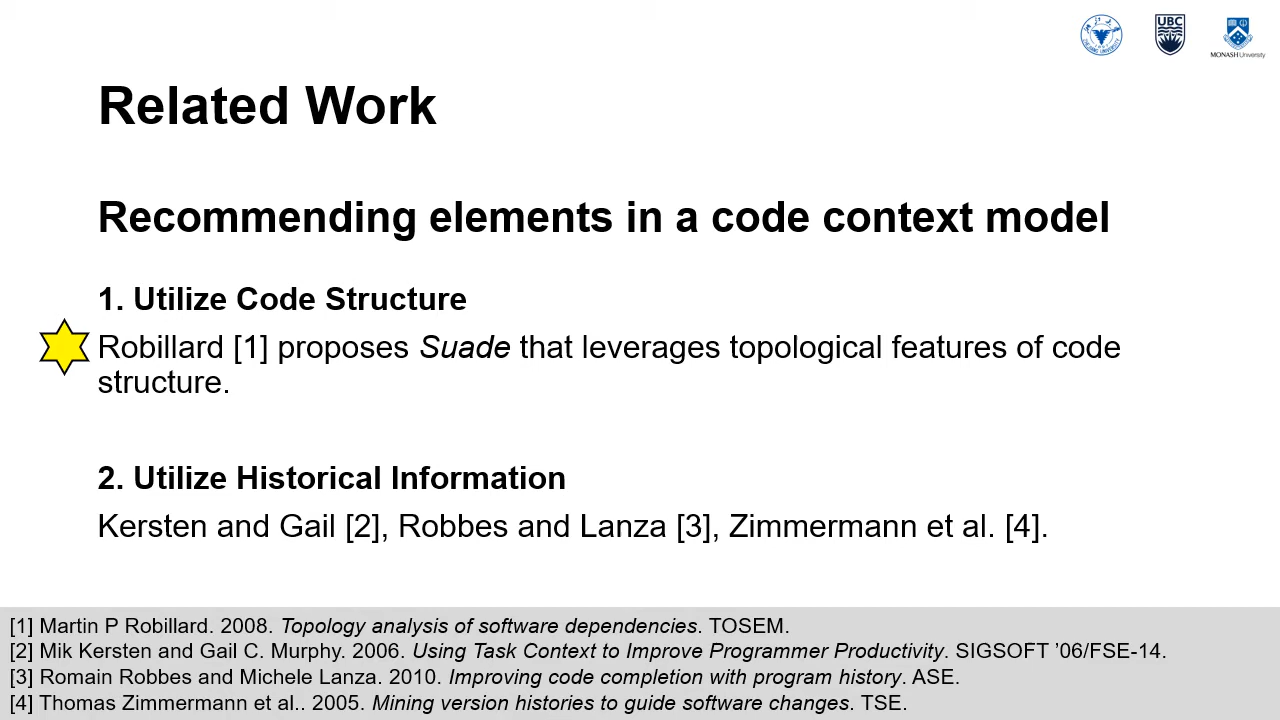 UBC
MONASH University
Related Work
Recommending elements in a code context model
1. Utilize Code Structure
Robillard [1] proposes Suade that leverages topological features of code
structure.
2. Utilize Historical Information
Kersten and Gail [2], Robbes and Lanza [3], Zimmermann et al. [4].
[1] Martin P Robillard. 2008. Topology analysis of software dependencies. TOSEM.
[2] Mik Kersten and Gail C. Murphy. 2006. Using Task Context to Improve Programmer Productivity. SIGSOFT ’06/FSE-14.
[3] Romain Robbes and Michele Lanza. 2010. Improving code completion with program history. ASE.
[4] Thomas Zimmermann et al.. 2005. Mining version histories to guide software changes. TSE.